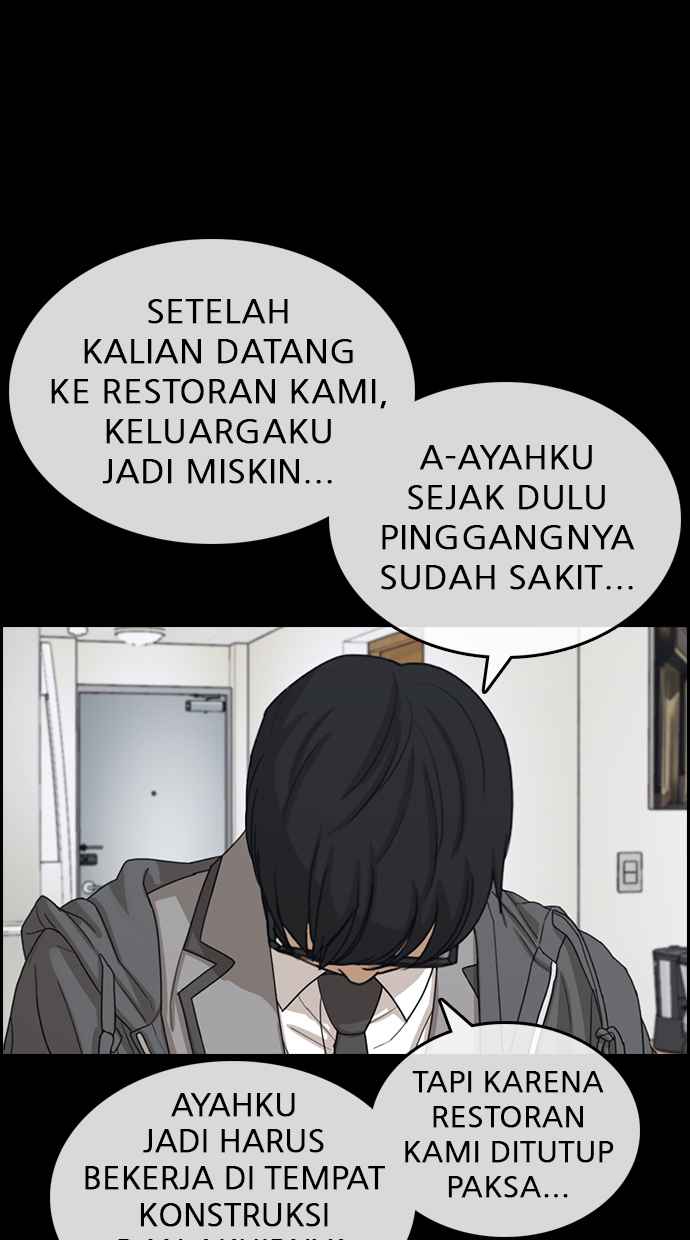 SETELAH
KALIAN DATANG
KE RESTORAN KAMI,
KELUARGAKU
JADI MISKIN...
A-AYAHKU
SEJAK DULU
PINGGANGNYA
SUDAH SAKIT...
TAPI KARENA
RESTORAN
KAMI DITUTUP
PAKSA...
AYAHKU
JADI HARUS
BEKERJA DI TEMPAT
KONSTRUKSI